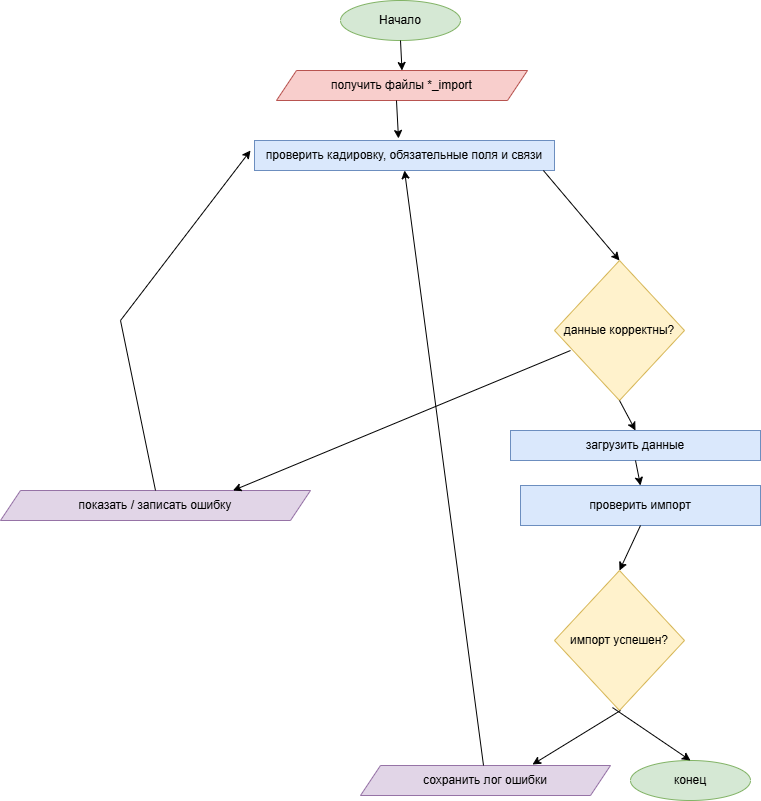 Начало
получить файлы *_import
проверить кадировку, обязательные поля и связи
данные корректны?
загрузить данные
показать / записать ошибку
проверить импорт
импорт успешен?
сохранить лог ошибки
конец